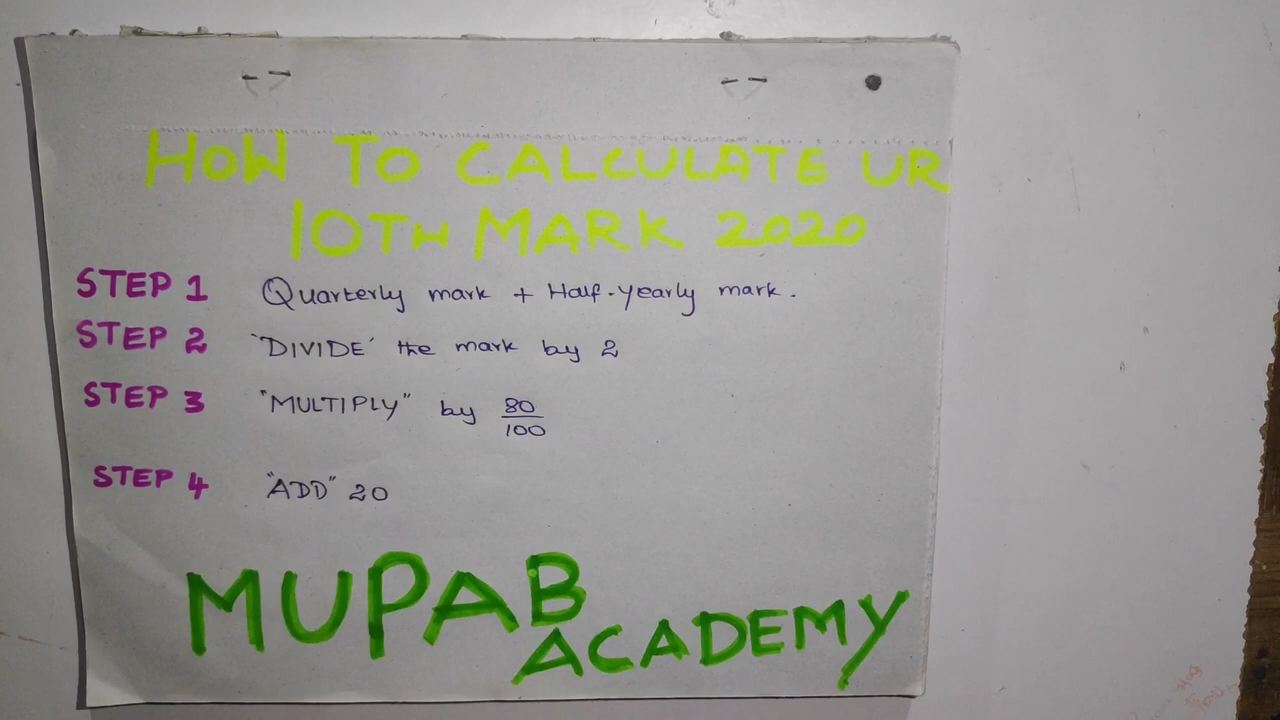 HOW TO CALCULATE UR
10TH MARK 2020
STEP 1 Quarterly mark + Half-yearly mark.
STEP 2 'DIVIDE' the mark by 2
STEP 3 "MULTIPLY" by 80/100
STEP 4 "ADD" 20
MUPAB
ACADEMY